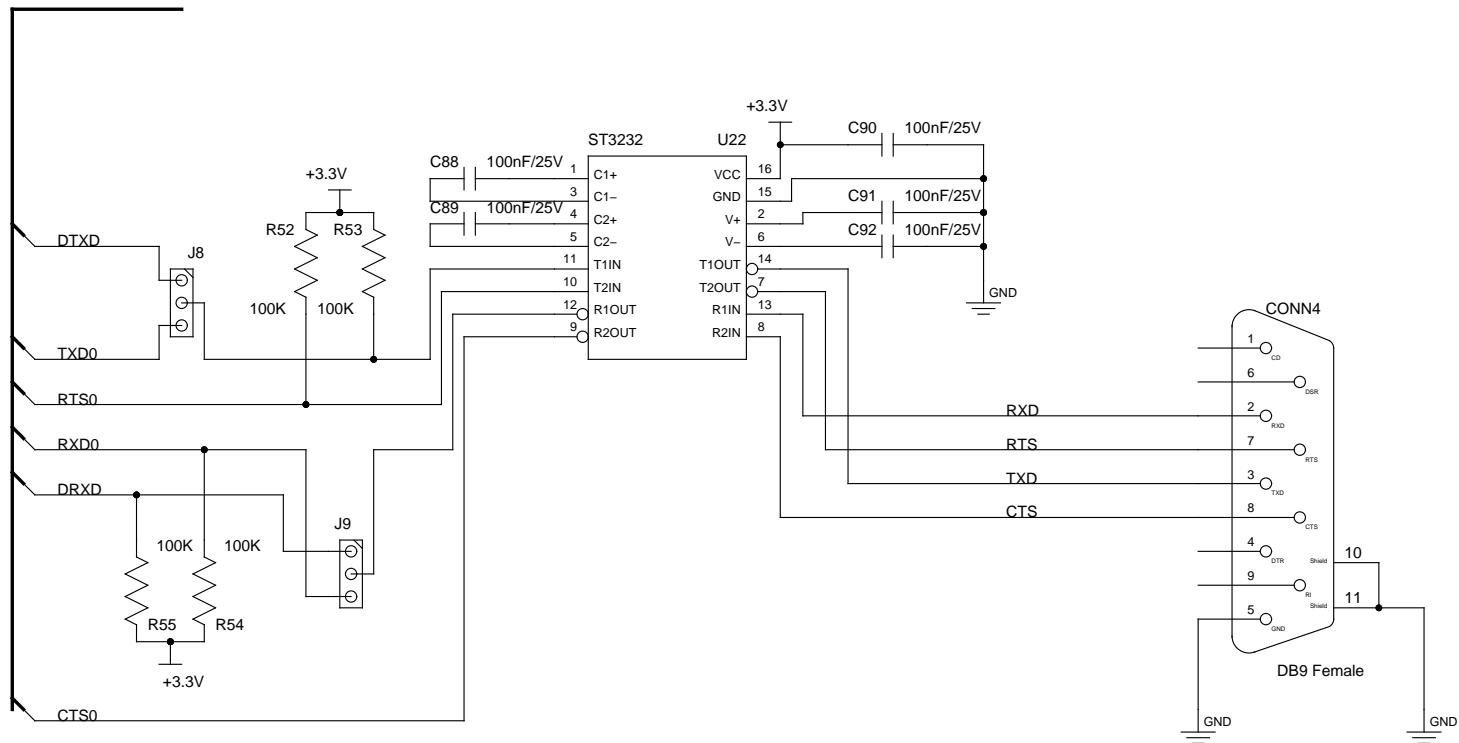 +3.3V
C90 100nF/25V
ST3232 U22
C88 100nF/25V
1 C1+ VCC 16
+3.3V
3 C1− GND 15
C89 100nF/25V
4 C2+ V+ 2
C91 100nF/25V
5 C2− V− 6
C92 100nF/25V
R52 R53
DTXD
J8
11 T1IN T1OUT 14
10 T2IN T2OUT 7
GND
100K 100K
12 R1OUT R1IN 13
9 R2OUT R2IN 8
CONN4
TXD0
1 CD
6 DSR
RTS0
RXD 2 RXD
RXD0
RTS 7 RTS
DRXD
TXD 3 TXD
CTS 8 CTS
J9
100K 100K
4 DTR
Shield 10
9 RI
Shield 11
5 GND
R55 R54
+3.3V
DB9 Female
CTS0
GND
GND